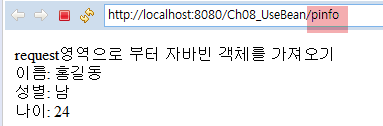 http://localhost:8080/Ch08_UseBean/pinfo
request영역으로 부터 자바빈 객체를 가져오기
이름: 홍길동
성별: 남
나이: 24